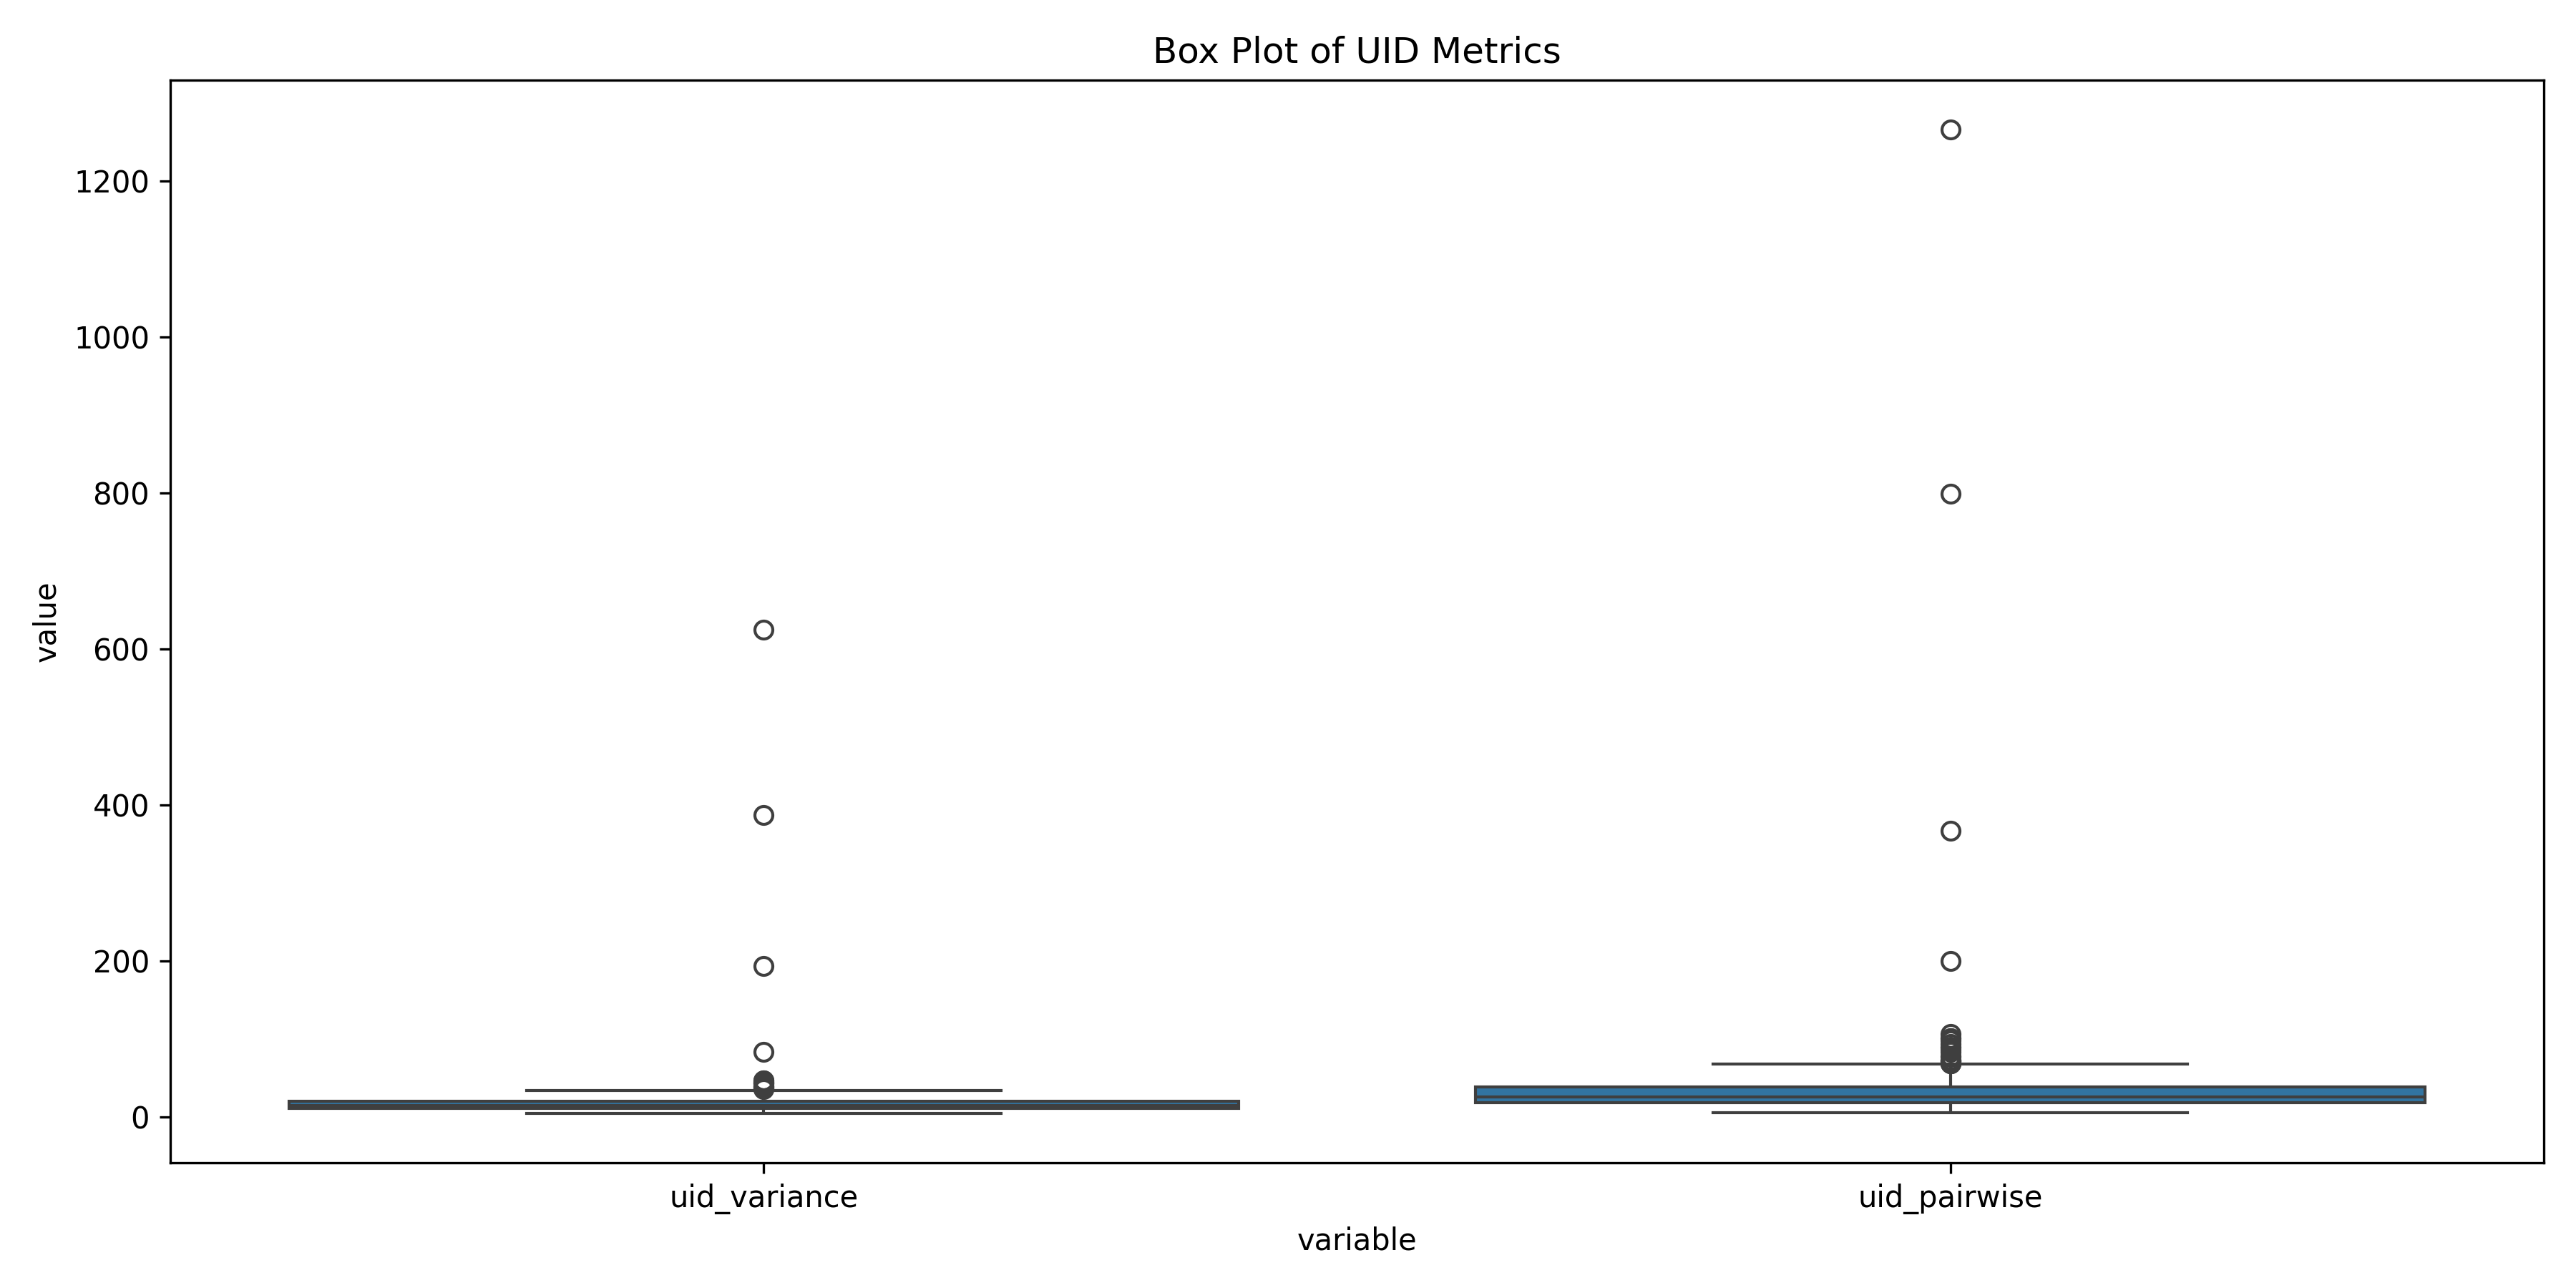 Box Plot of UID Metrics
1200
1000
800
600
400
200
0
value
uid_variance
uid_pairwise
variable